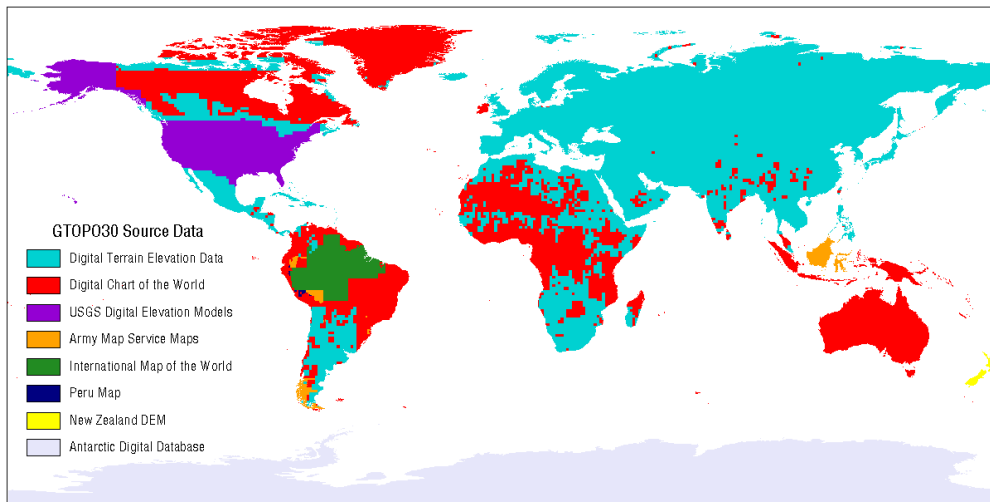 GTOPO30 Source Data
Digital Terrain Elevation Data
Digital Chart of the World
USGS Digital Elevation Models
Army Map Service Maps
International Map of the World
Peru Map
New Zealand DEM
Antarctic Digital Database